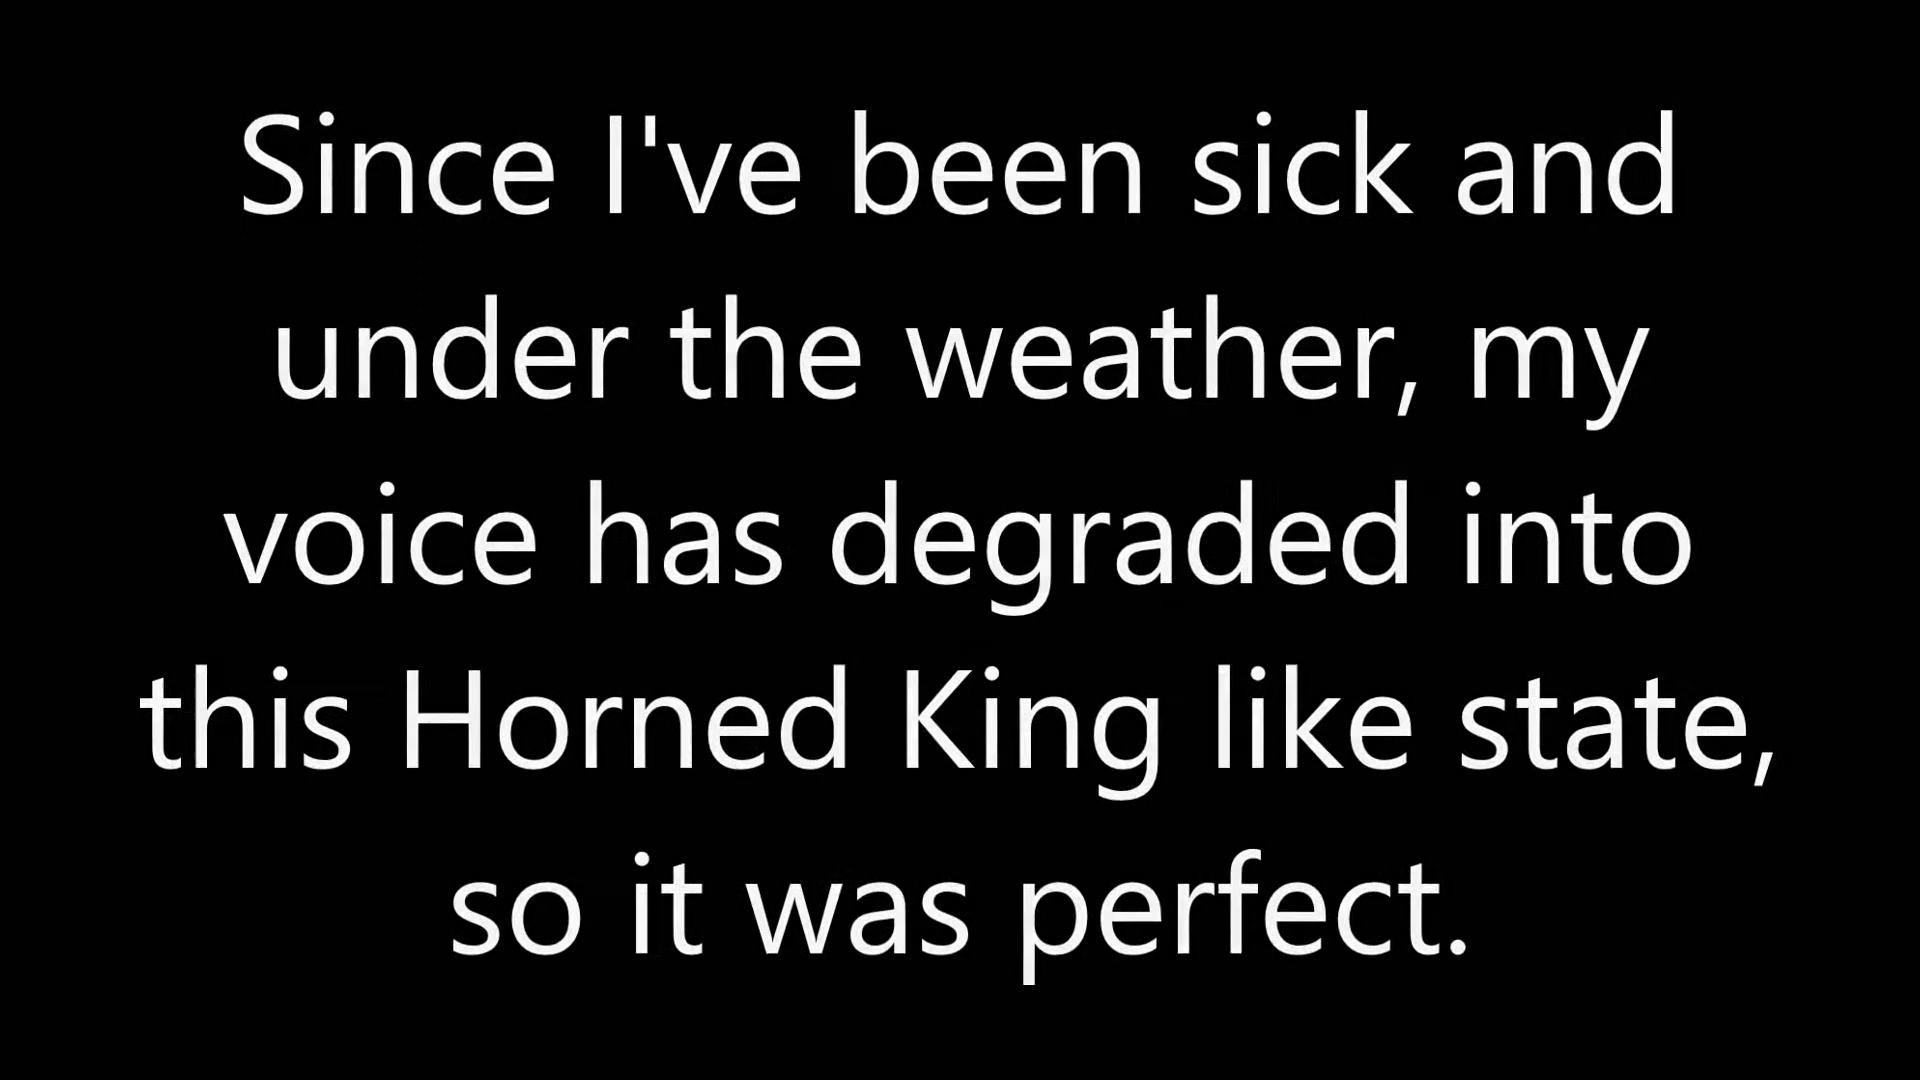 Since I've been sick and
under the weather, my
voice has degraded into
this Horned King like state,
so it was perfect.